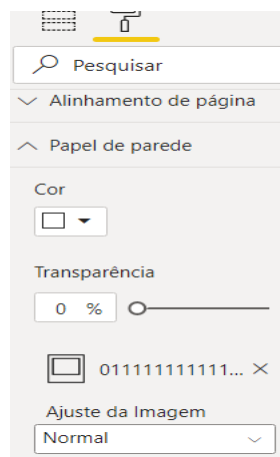 Pesquisar
Alinhamento de página
Papel de parede
Cor
Transparência
0 %
011111111111...
Ajuste da Imagem
Normal